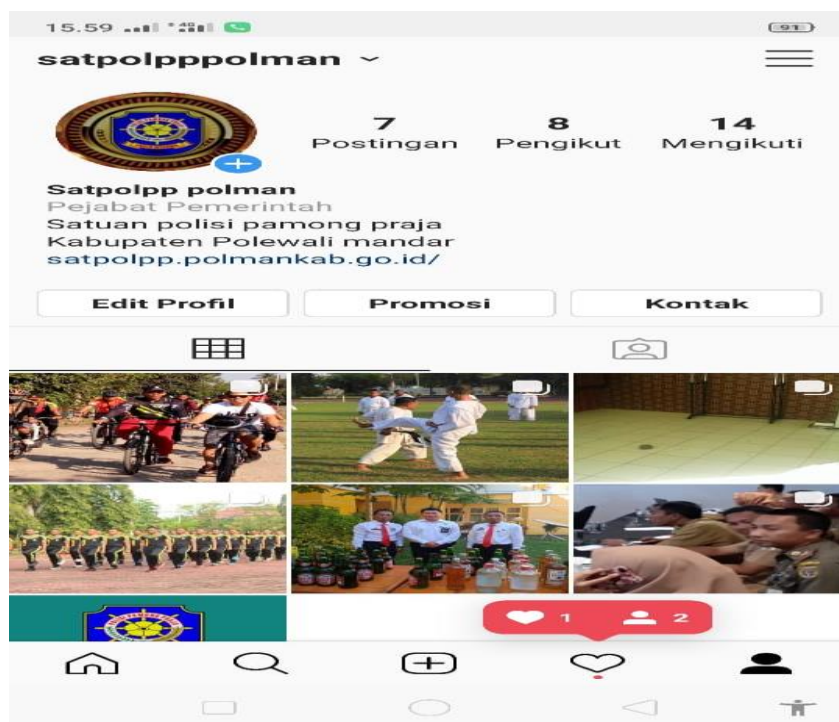 15.59 4G 91
satpolpppolman
7 8 14
Postingan Pengikut Mengikuti
Satpolpp polman
Pejabat Pemerintah
Satuan polisi pamong praja
Kabupaten Polewali mandar
satpolpp.polmankab.go.id/
Edit Profil Promosi Kontak
1 2